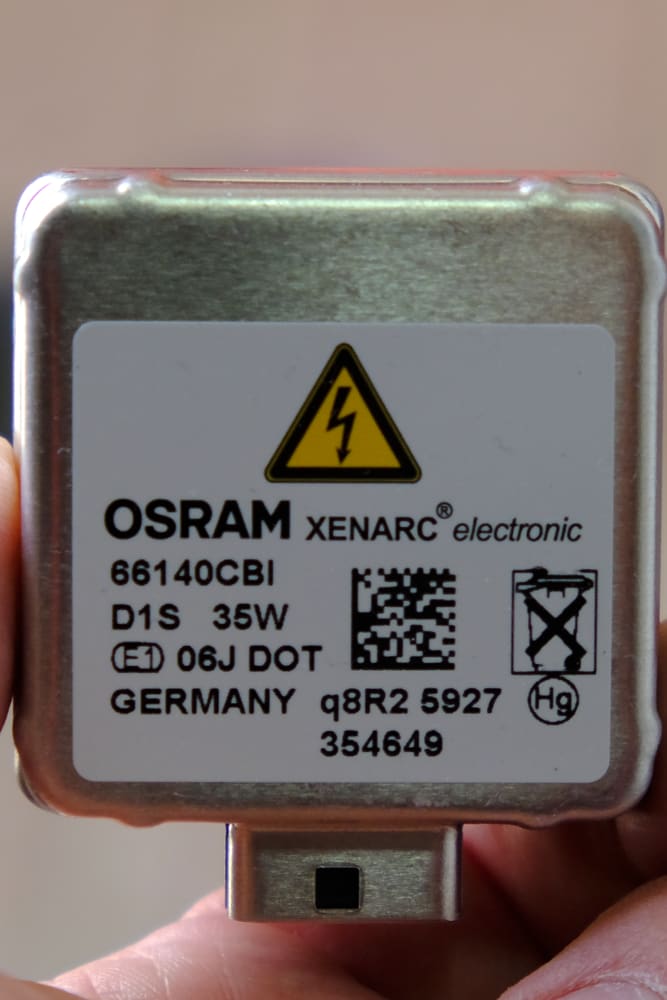 OSRAM XENARC® electronic
66140CBI
D1S 35W
E1 06J DOT
GERMANY q8R2 5927 Hg
354649